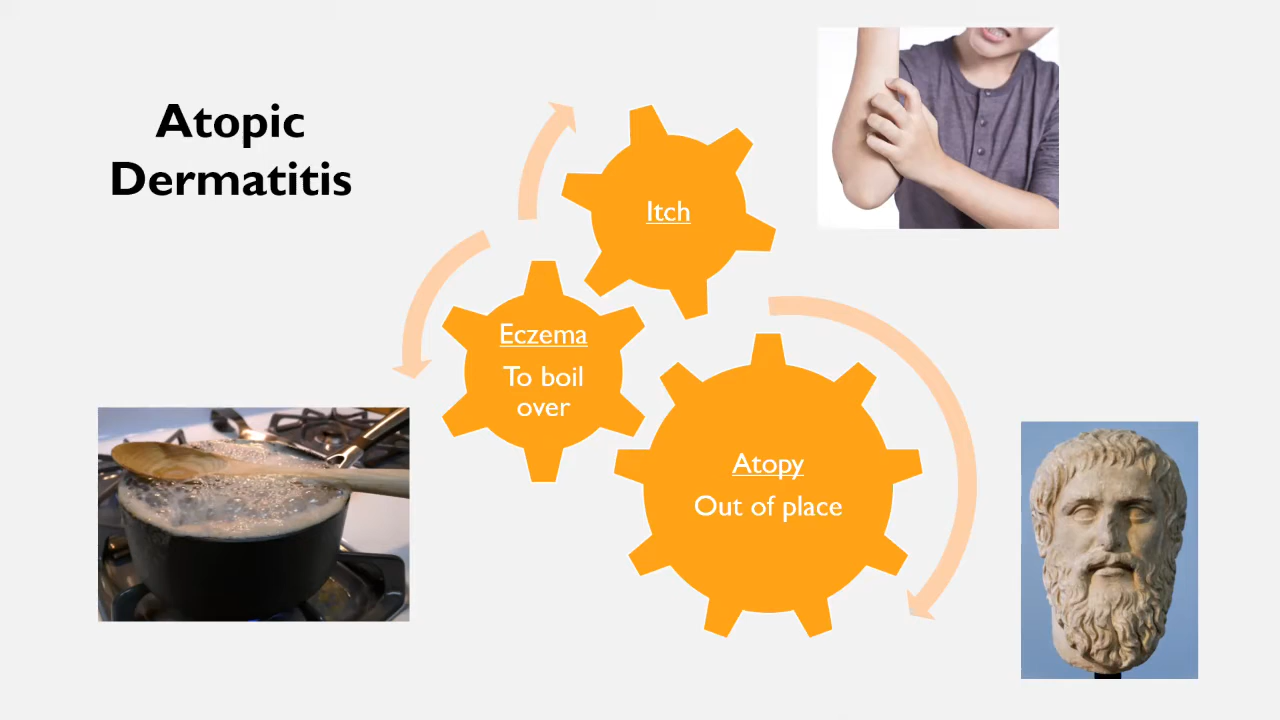 Atopic
Dermatitis
Itch
Eczema
To boil
over
Atopy
Out of place